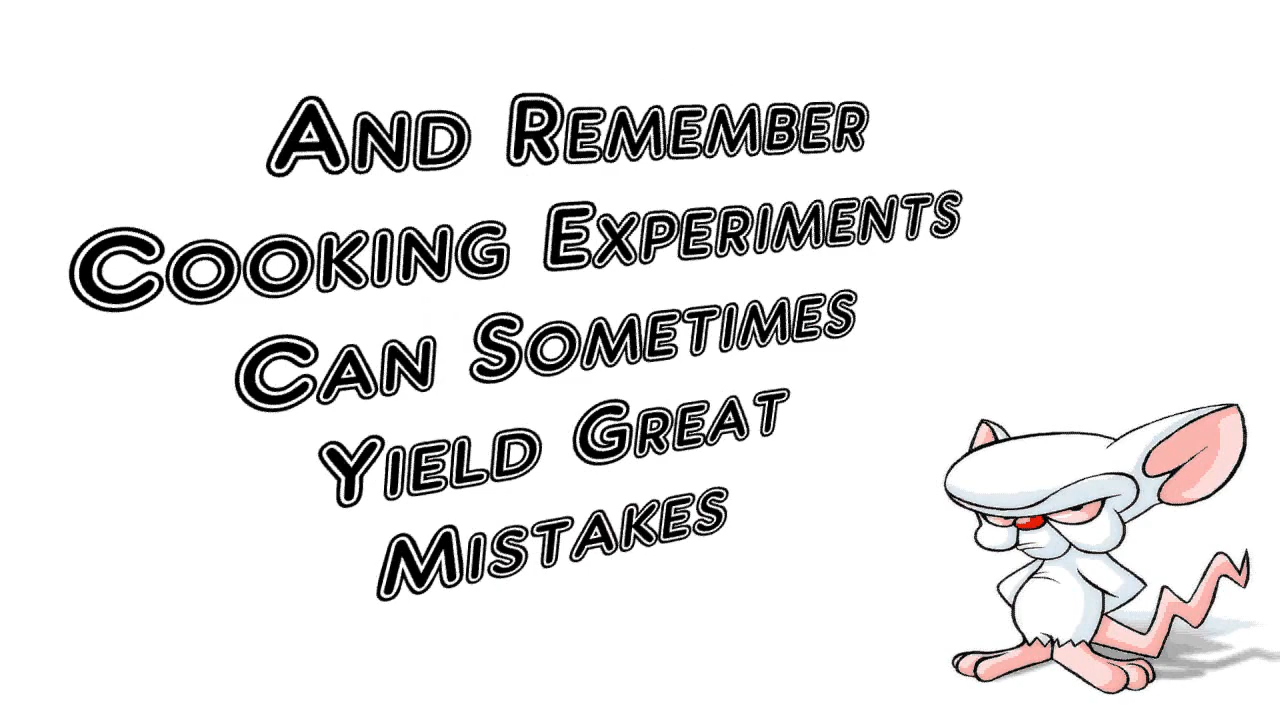 And Remember
Cooking Experiments
Can Sometimes
Yield Great
Mistakes